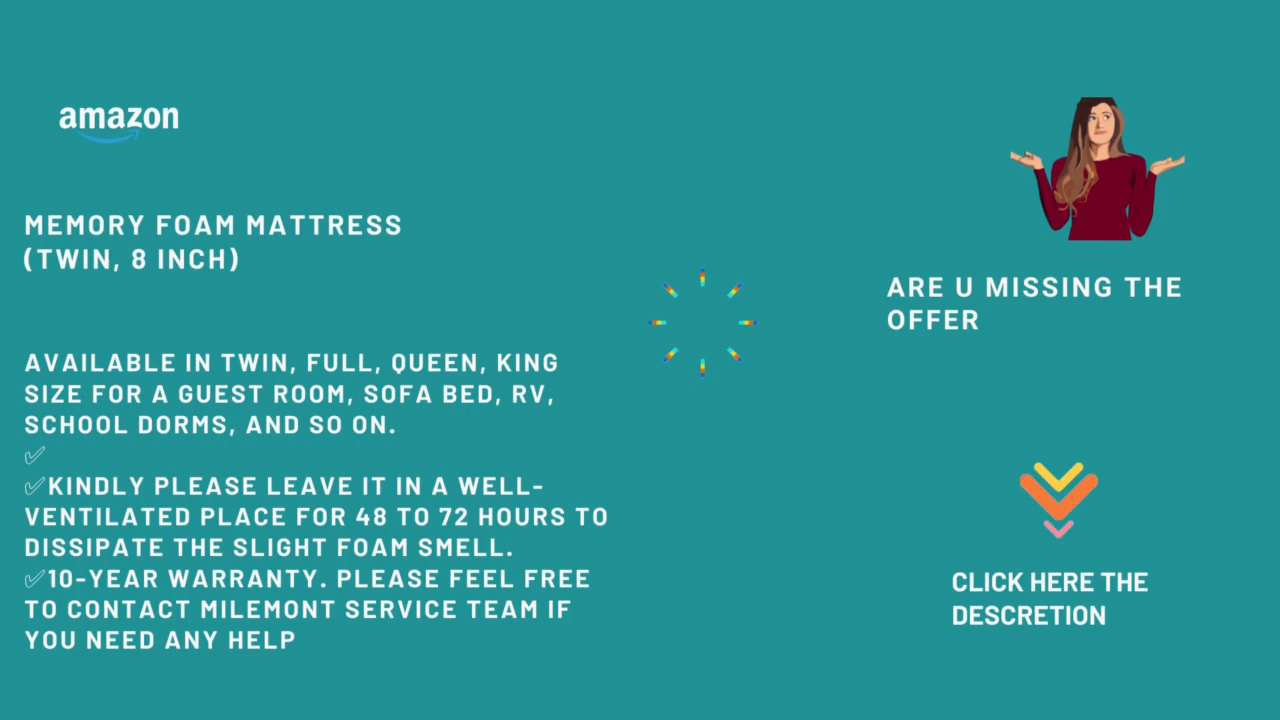 amazon
MEMORY FOAM MATTRESS
(TWIN, 8 INCH)
AVAILABLE IN TWIN, FULL, QUEEN, KING
SIZE FOR A GUEST ROOM, SOFA BED, RV,
SCHOOL DORMS, AND SO ON.
✅
✅KINDLY PLEASE LEAVE IT IN A WELL-
VENTILATED PLACE FOR 48 TO 72 HOURS TO
DISSIPATE THE SLIGHT FOAM SMELL.
✅10-YEAR WARRANTY. PLEASE FEEL FREE
TO CONTACT MILEMONT SERVICE TEAM IF
YOU NEED ANY HELP
ARE U MISSING THE
OFFER
CLICK HERE THE
DESCRETION